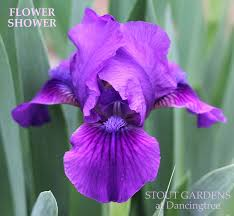 FLOWER
SHOWER
STOUT GARDENS
at Dancingtree